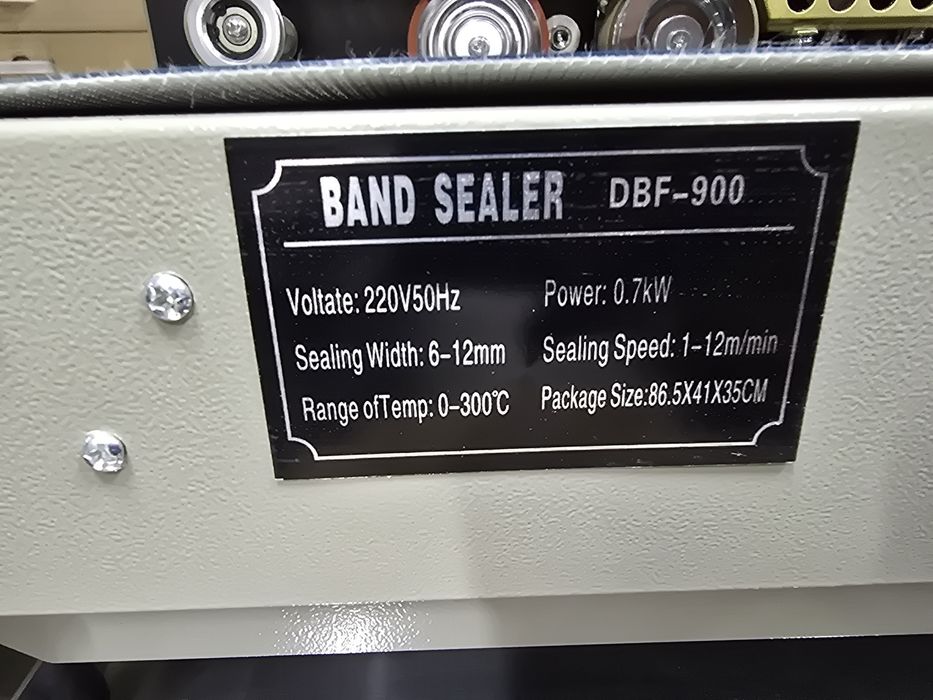 BAND SEALER DBF-900
Voltate: 220V50Hz Power: 0.7kW
Sealing Width: 6-12mm Sealing Speed: 1-12m/min
Range ofTemp: 0-300℃ Package Size:86.5X41X35CM